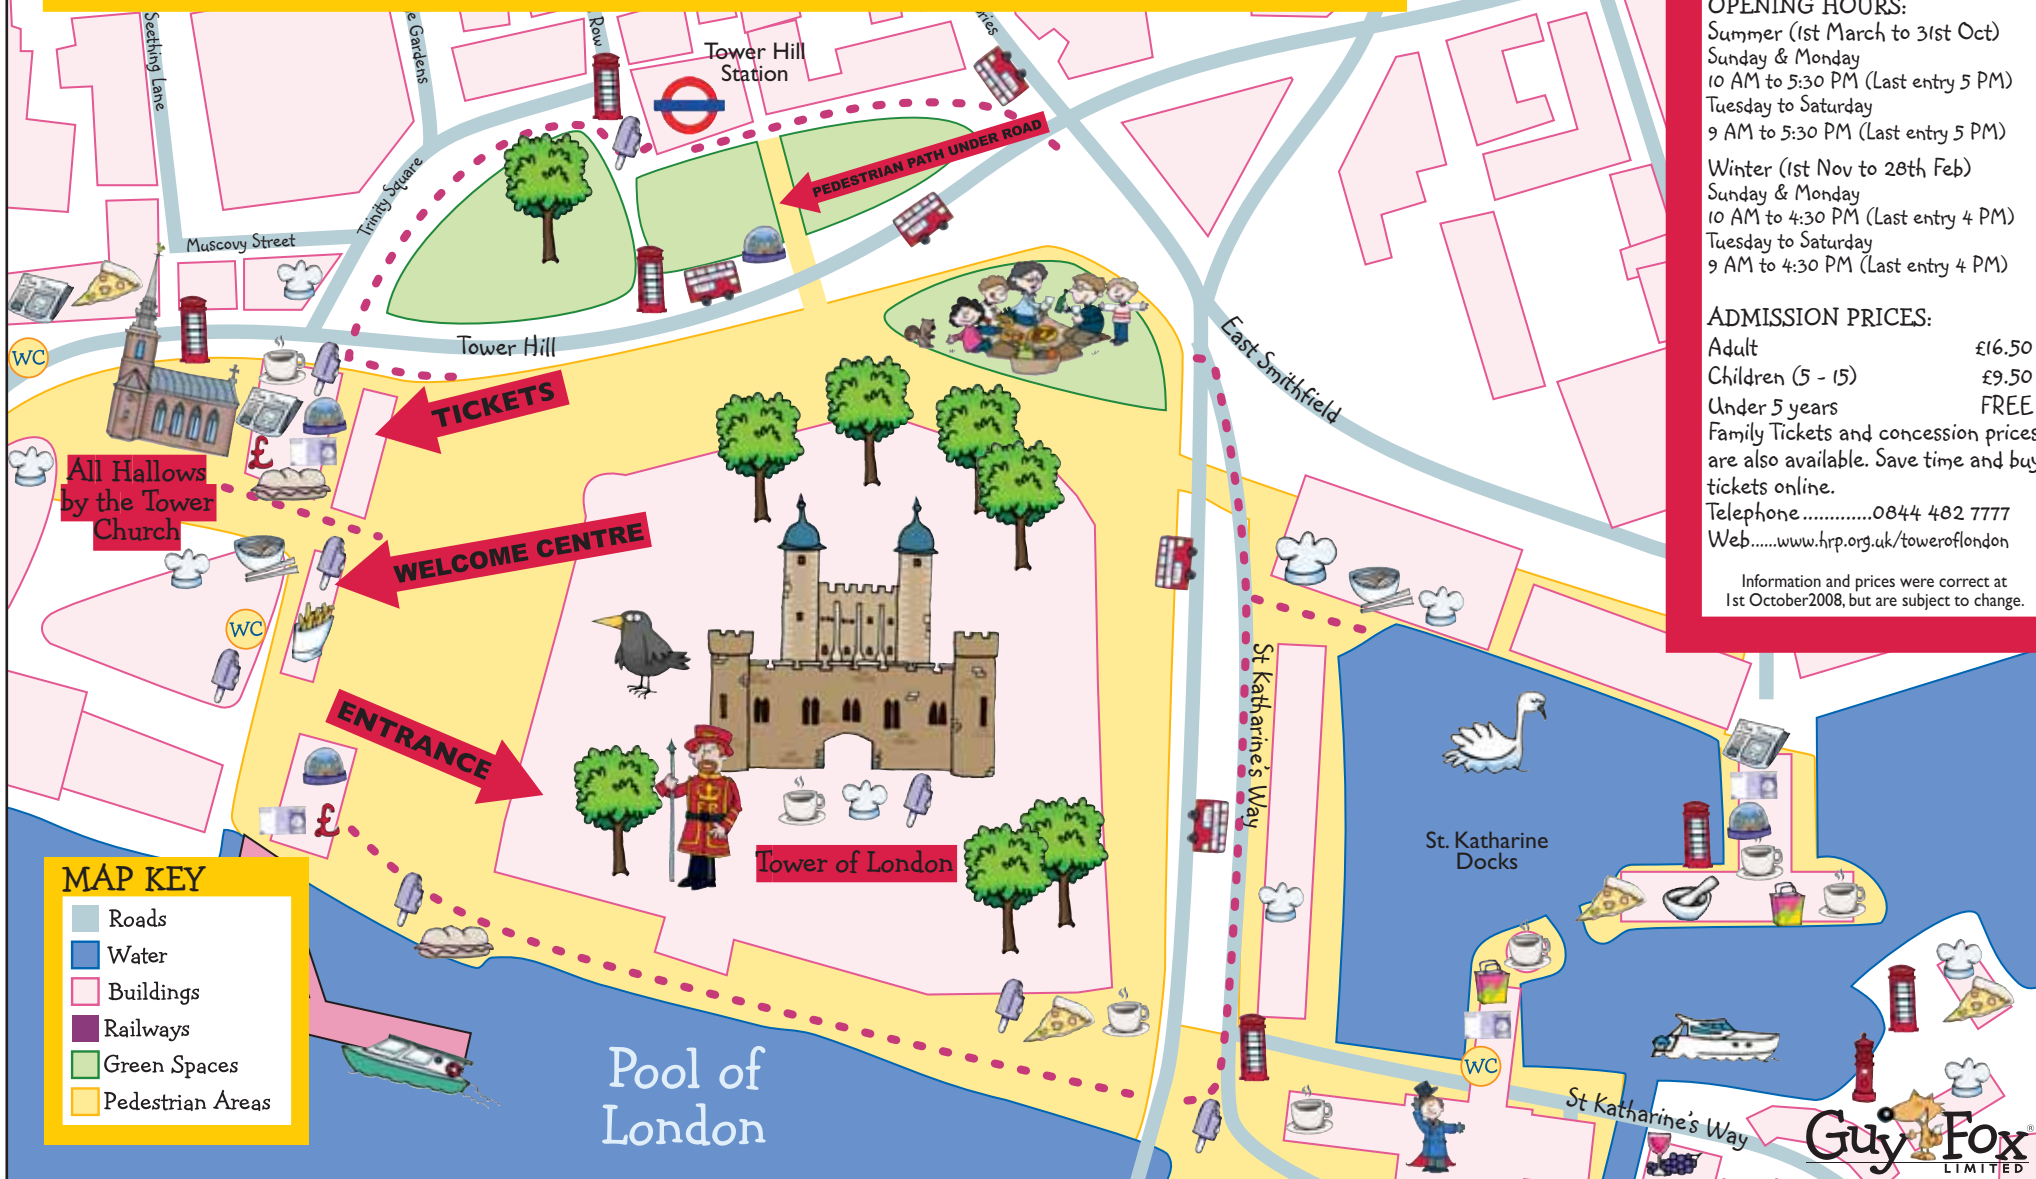 Seething Lane
Gardens
Row
Tower Hill
Station
PEDESTRIAN PATH UNDER ROAD
Trinity Square
Muscovy Street
WC
Tower Hill
TICKETS
East Smithfield
£
All Hallows
by the Tower
Church
WELCOME CENTRE
WC
ENTRANCE
St Katharine's Way
£
Tower of London
St. Katharine
Docks
Pool of
London
WC
St Katharine's Way
MAP KEY
Roads
Water
Buildings
Railways
Green Spaces
Pedestrian Areas
OPENING HOURS:
Summer (1st March to 31st Oct)
Sunday & Monday
10 AM to 5:30 PM (Last entry 5 PM)
Tuesday to Saturday
9 AM to 5:30 PM (Last entry 5 PM)
Winter (1st Nov to 28th Feb)
Sunday & Monday
10 AM to 4:30 PM (Last entry 4 PM)
Tuesday to Saturday
9 AM to 4:30 PM (Last entry 4 PM)
ADMISSION PRICES:
Adult £16.50
Children (5 - 15) £9.50
Under 5 years FREE
Family Tickets and concession prices
are also available. Save time and buy
tickets online.
Telephone.............0844 482 7777
Web......www.hrp.org.uk/toweroflondon
Information and prices were correct at
1st October2008, but are subject to change.
Guy Fox®
LIMITED